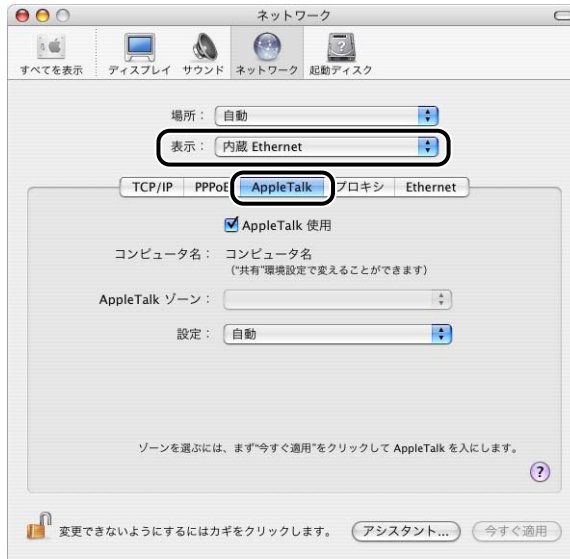 ネットワーク
すべてを表示 ディスプレイ サウンド ネットワーク 起動ディスク
場所： 自動
表示： 内蔵 Ethernet
TCP/IP PPPoE AppleTalk プロキシ Ethernet
AppleTalk 使用
コンピュータ名： コンピュータ名
（“共有”環境設定で変えることができます）
AppleTalk ゾーン：
設定： 自動
ゾーンを選ぶには、まず“今すぐ適用”をクリックして AppleTalk を入にします。
?
変更できないようにするにはカギをクリックします。 アシスタント... 今すぐ適用